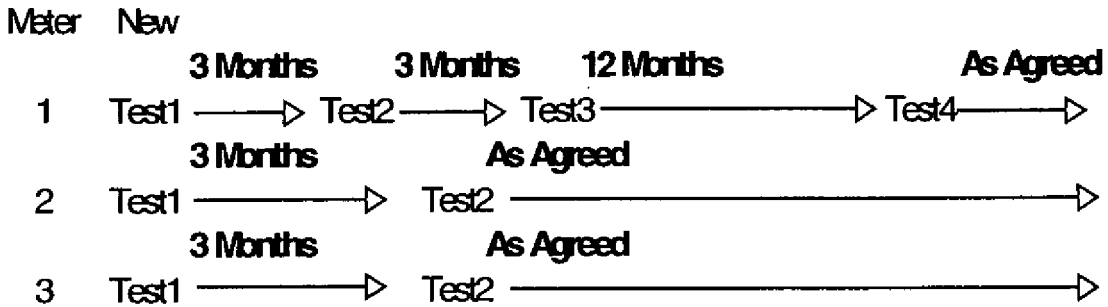 Meter New
3 Months 3 Months 12 Months As Agreed
1 Test1 Test2 Test3 Test4
3 Months As Agreed
2 Test1 Test2
3 Months As Agreed
3 Test1 Test2